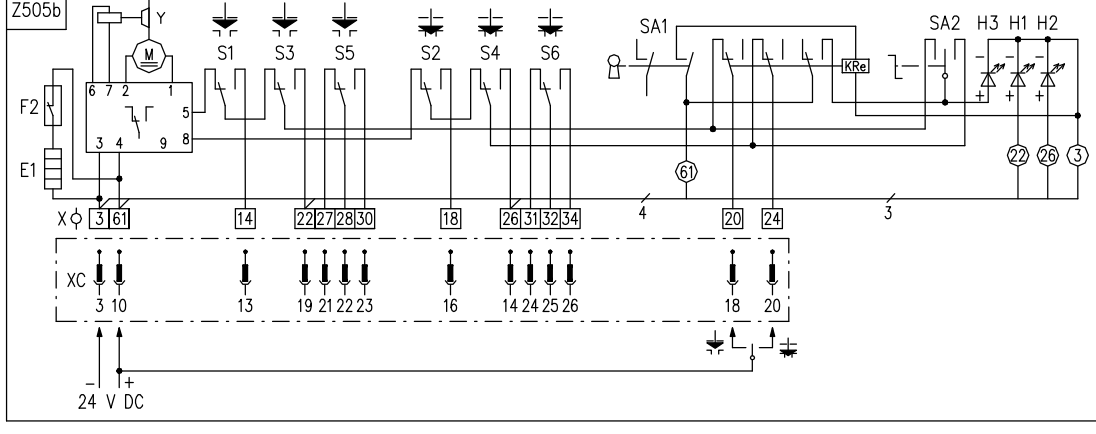 Z505b
Y
M
S1 S3 S5 S2 S4 S6 SA1 SA2 H3 H1 H2
KRe
F2
6 7 2 1
5
8
3 4 9
E1
- - -
+ + +
61 22 26 3
4 3
X 3 61 14 22 27 28 30 18 26 31 32 34 20 24
XC
3 10 13 19 21 22 23 16 14 24 25 26 18 20
- +
24 V DC